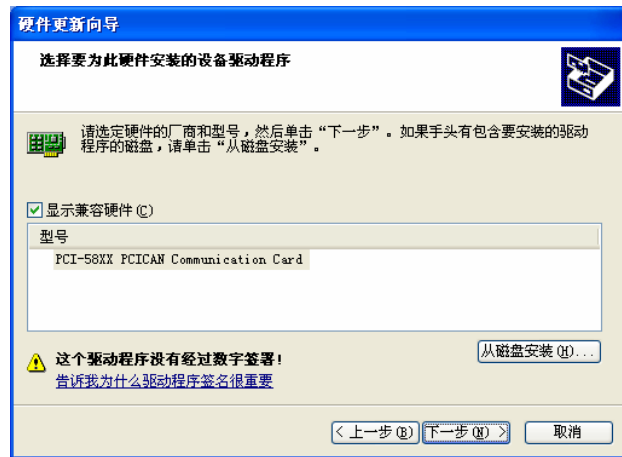 硬件更新向导
选择要为此硬件安装的设备驱动程序
请选定硬件的厂商和型号，然后单击“下一步”。如果手头有包含要安装的驱动
程序的磁盘，请单击“从磁盘安装”。
显示兼容硬件(C)
型号
PCI-58XX PCICAN Communication Card
这个驱动程序没有经过数字签署!
从磁盘安装(H)...
告诉我为什么驱动程序签名很重要
<上一步(B) 下一步(N)> 取消